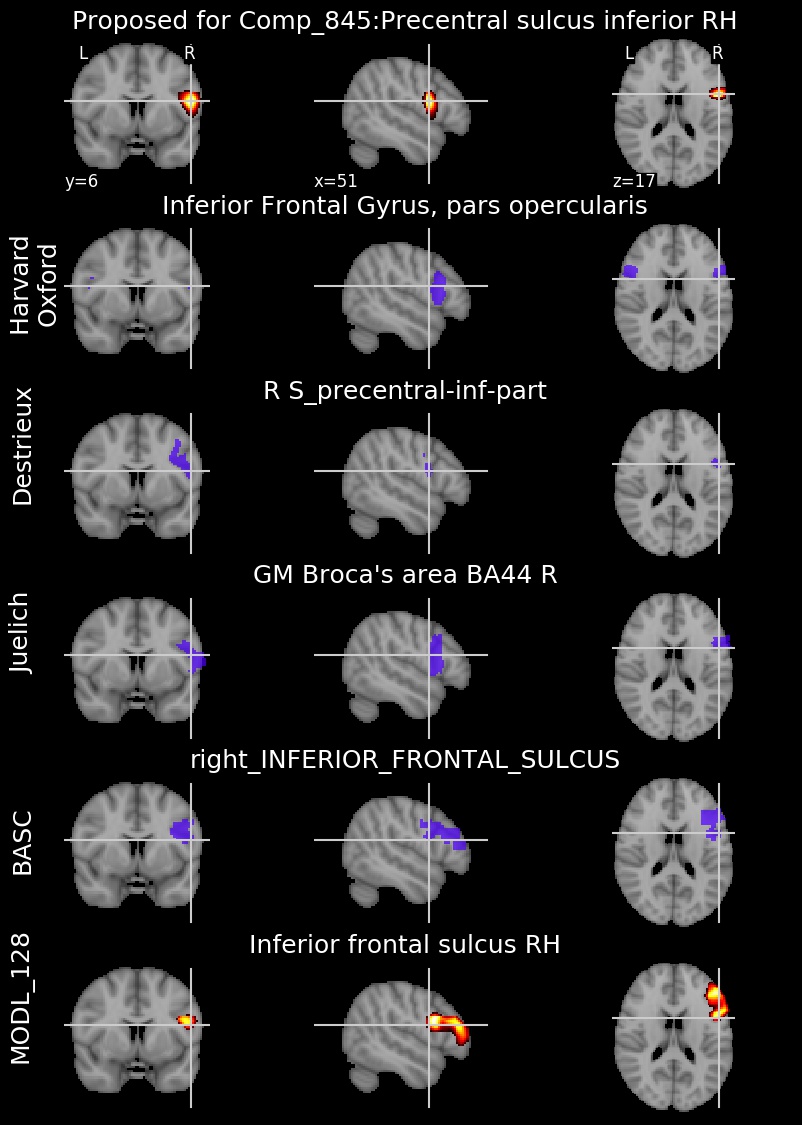 Proposed for Comp_845:Precentral sulcus inferior RH
L R L R
y=6 x=51 z=17
Inferior Frontal Gyrus, pars opercularis
Harvard
Oxford
R S_precentral-inf-part
Destrieux
GM Broca's area BA44 R
Juelich
right_INFERIOR_FRONTAL_SULCUS
BASC
Inferior frontal sulcus RH
MODL_128